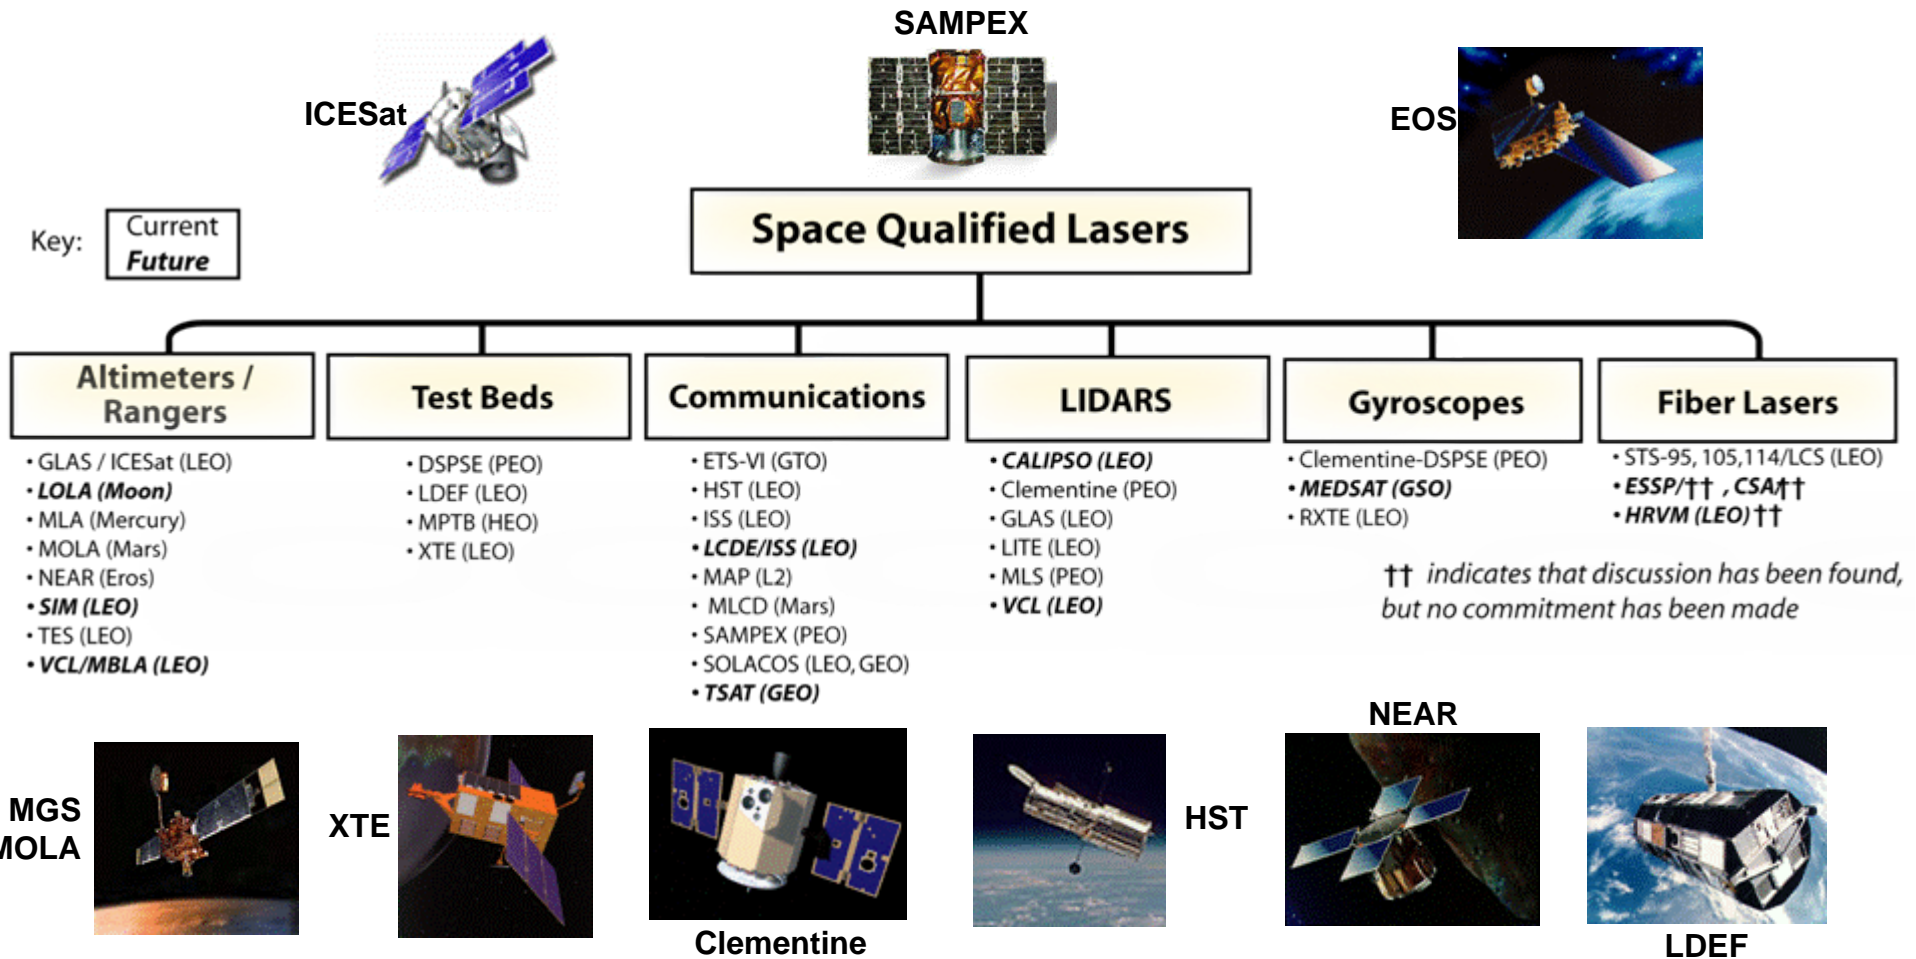 SAMPEX
ICESat
EOS
Key:
Current
Future
Space Qualified Lasers
Altimeters /
Rangers
• GLAS / ICESat (LEO)
• LOLA (Moon)
• MLA (Mercury)
• MOLA (Mars)
• NEAR (Eros)
• SIM (LEO)
• TES (LEO)
• VCL/MBLA (LEO)
Test Beds
• DSPSE (PEO)
• LDEF (LEO)
• MPTB (HEO)
• XTE (LEO)
Communications
• ETS-VI (GTO)
• HST (LEO)
• ISS (LEO)
• LCDE/ISS (LEO)
• MAP (L2)
• MLCD (Mars)
• SAMPEX (PEO)
• SOLACOS (LEO, GEO)
• TSAT (GEO)
LIDARS
• CALIPSO (LEO)
• Clementine (PEO)
• GLAS (LEO)
• LITE (LEO)
• MLS (PEO)
• VCL (LEO)
Gyroscopes
• Clementine-DSPSE (PEO)
• MEDSAT (GSO)
• RXTE (LEO)
Fiber Lasers
• STS-95, 105,114/LCS (LEO)
• ESSP/†† , CSA/††
• HRVM (LEO) ††
†† indicates that discussion has been found,
but no commitment has been made
MGS
MOLA
XTE
Clementine
HST
NEAR
LDEF